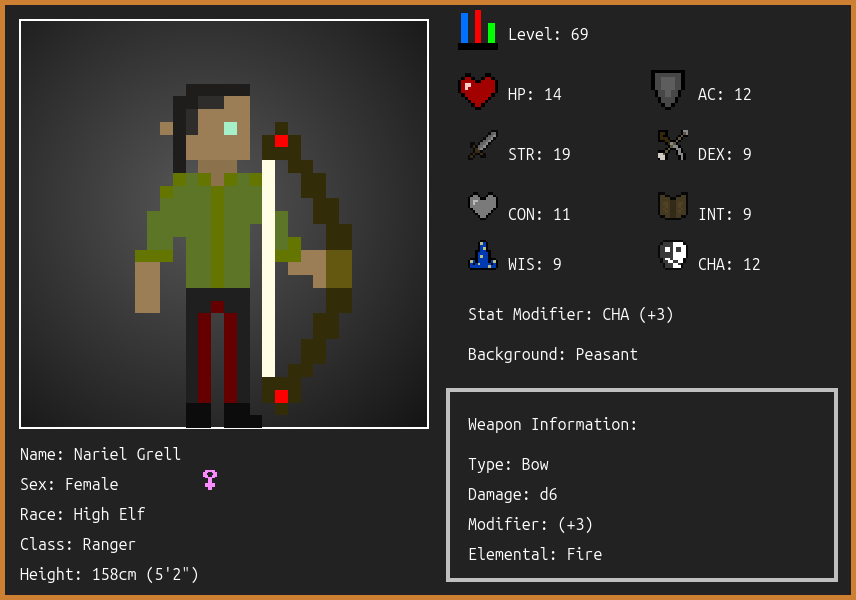 Level: 69
HP: 14
AC: 12
STR: 19
DEX: 9
CON: 11
INT: 9
WIS: 9
CHA: 12
Stat Modifier: CHA (+3)
Background: Peasant
Weapon Information:
Type: Bow
Damage: d6
Modifier: (+3)
Elemental: Fire
Name: Nariel Grell
Sex: Female
Race: High Elf
Class: Ranger
Height: 158cm (5'2")